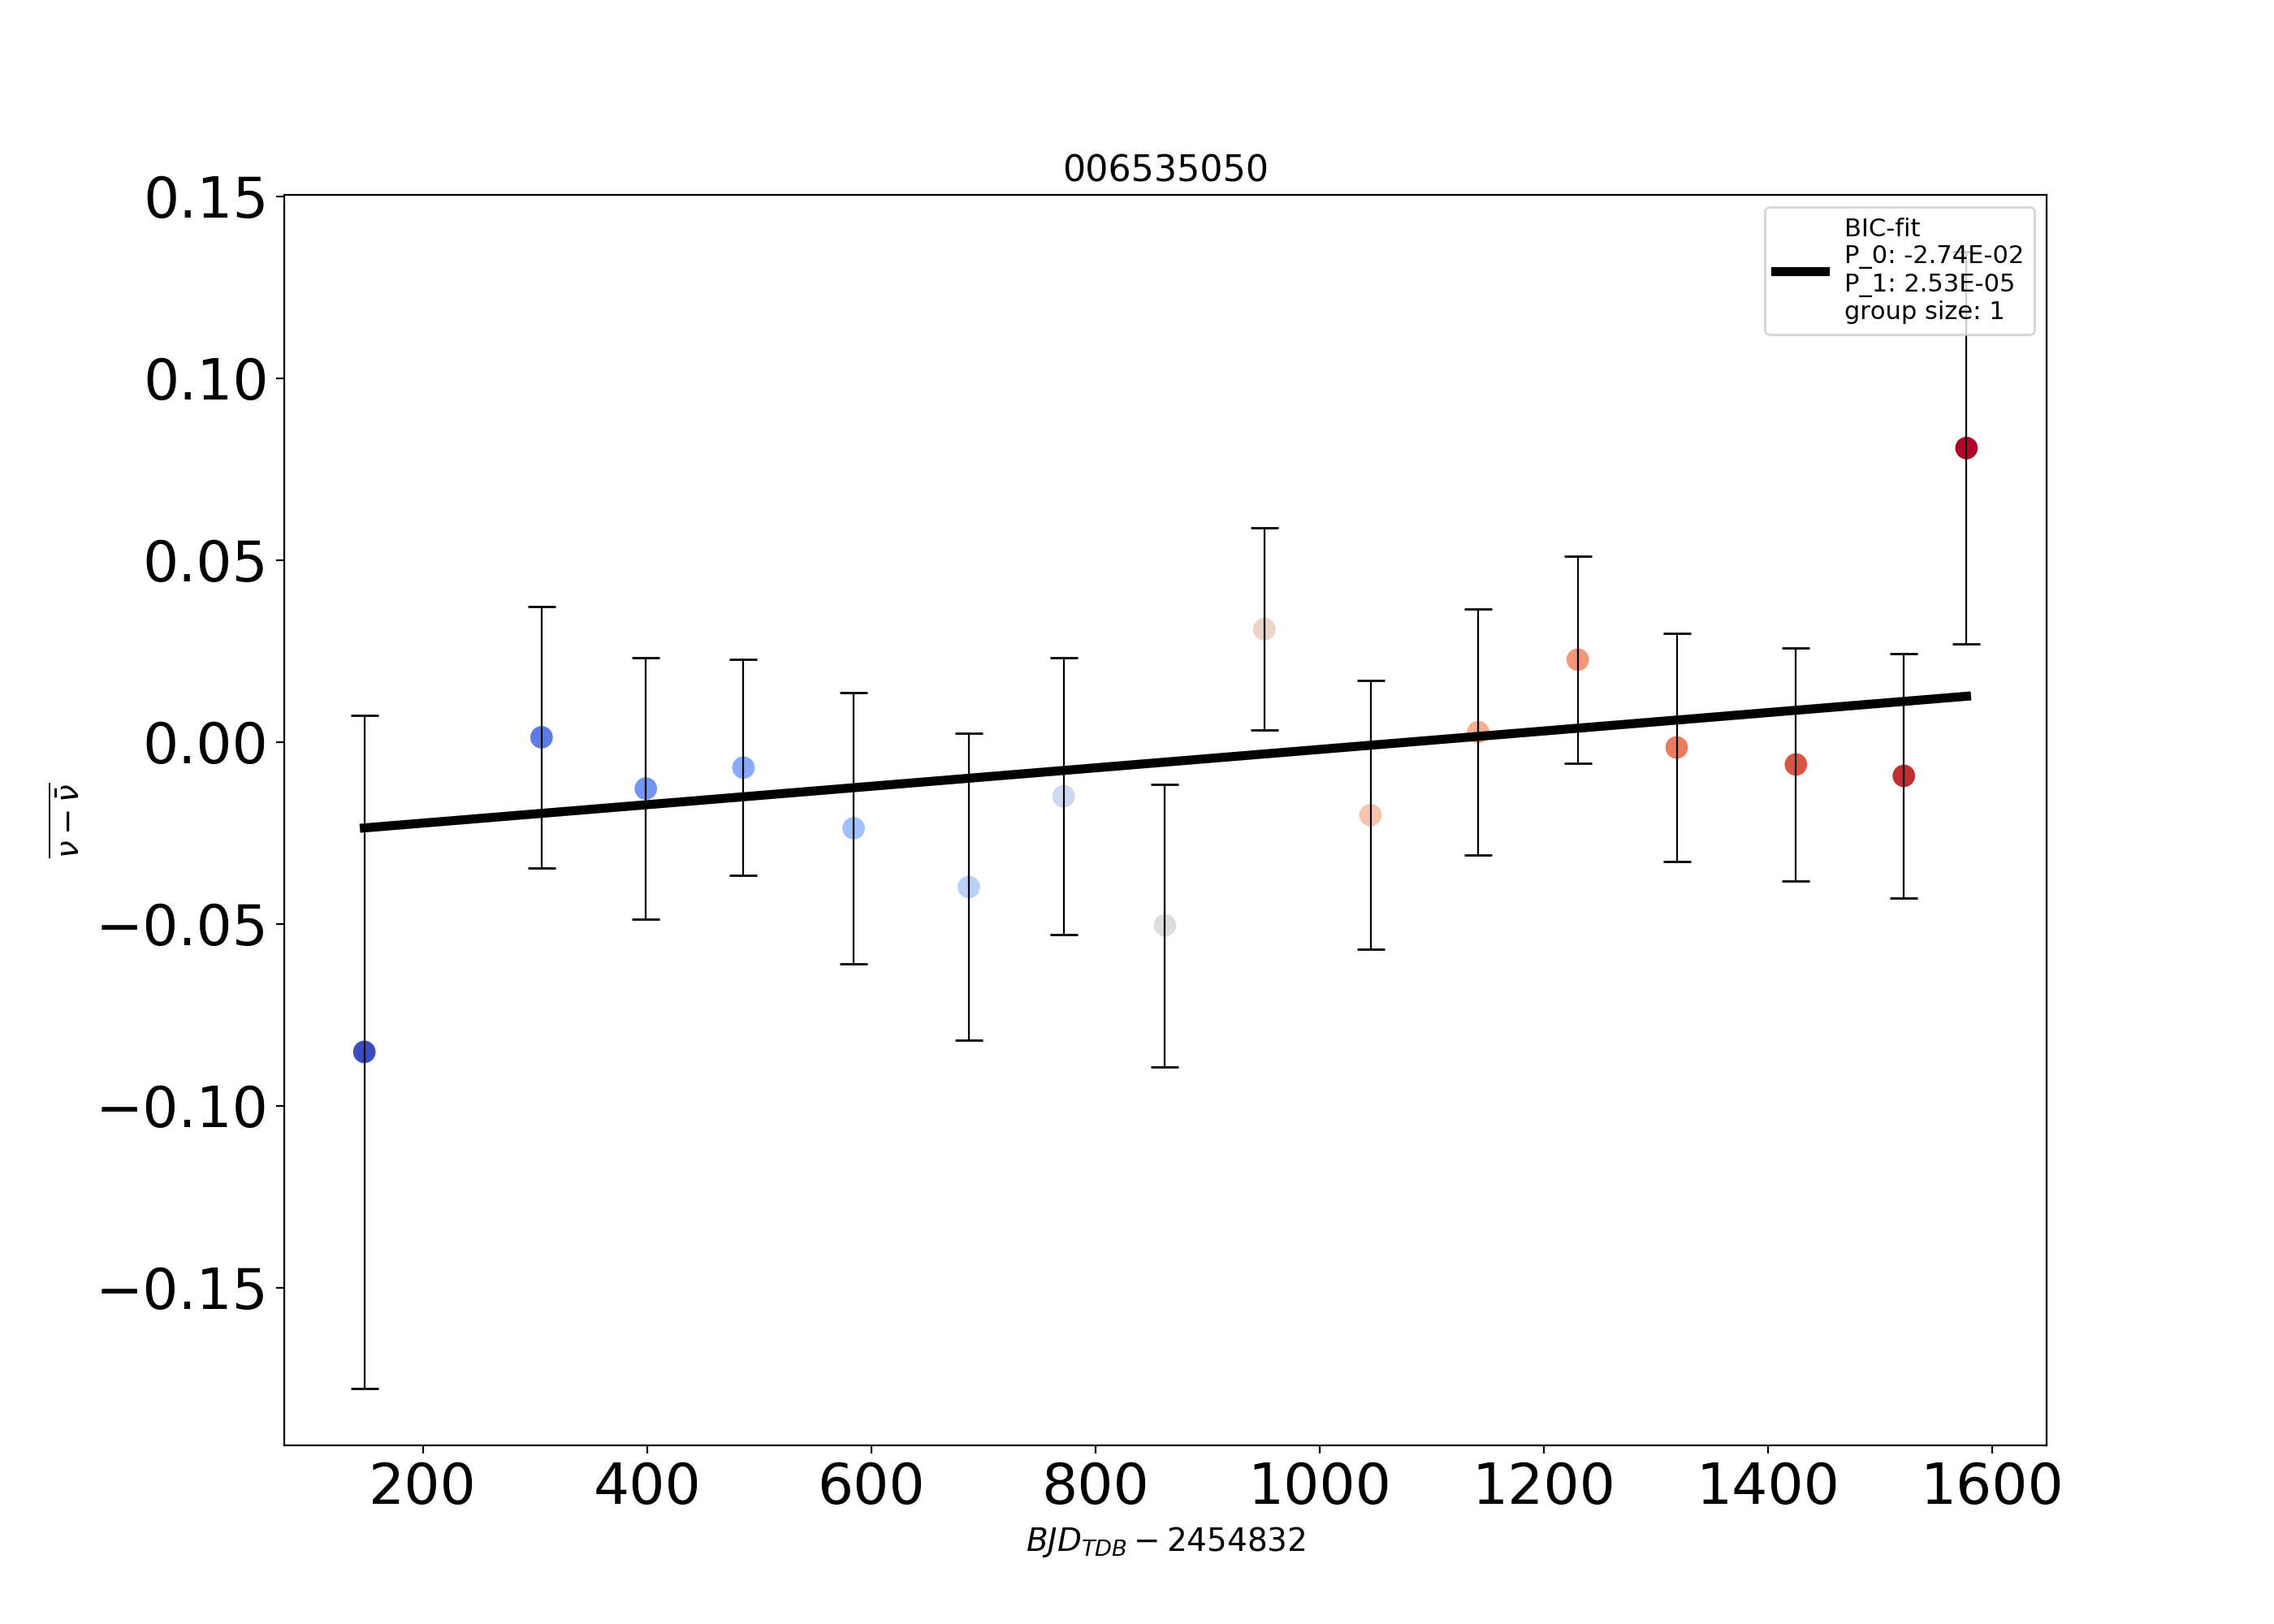 006535050
0.15
0.10
0.05
0.00
−0.05
−0.10
−0.15
BIC-fit
P_0: -2.74E-02
P_1: 2.53E-05
group size: 1
ν − ν̄
200 400 600 800 1000 1200 1400 1600
BJD_TDB − 2454832